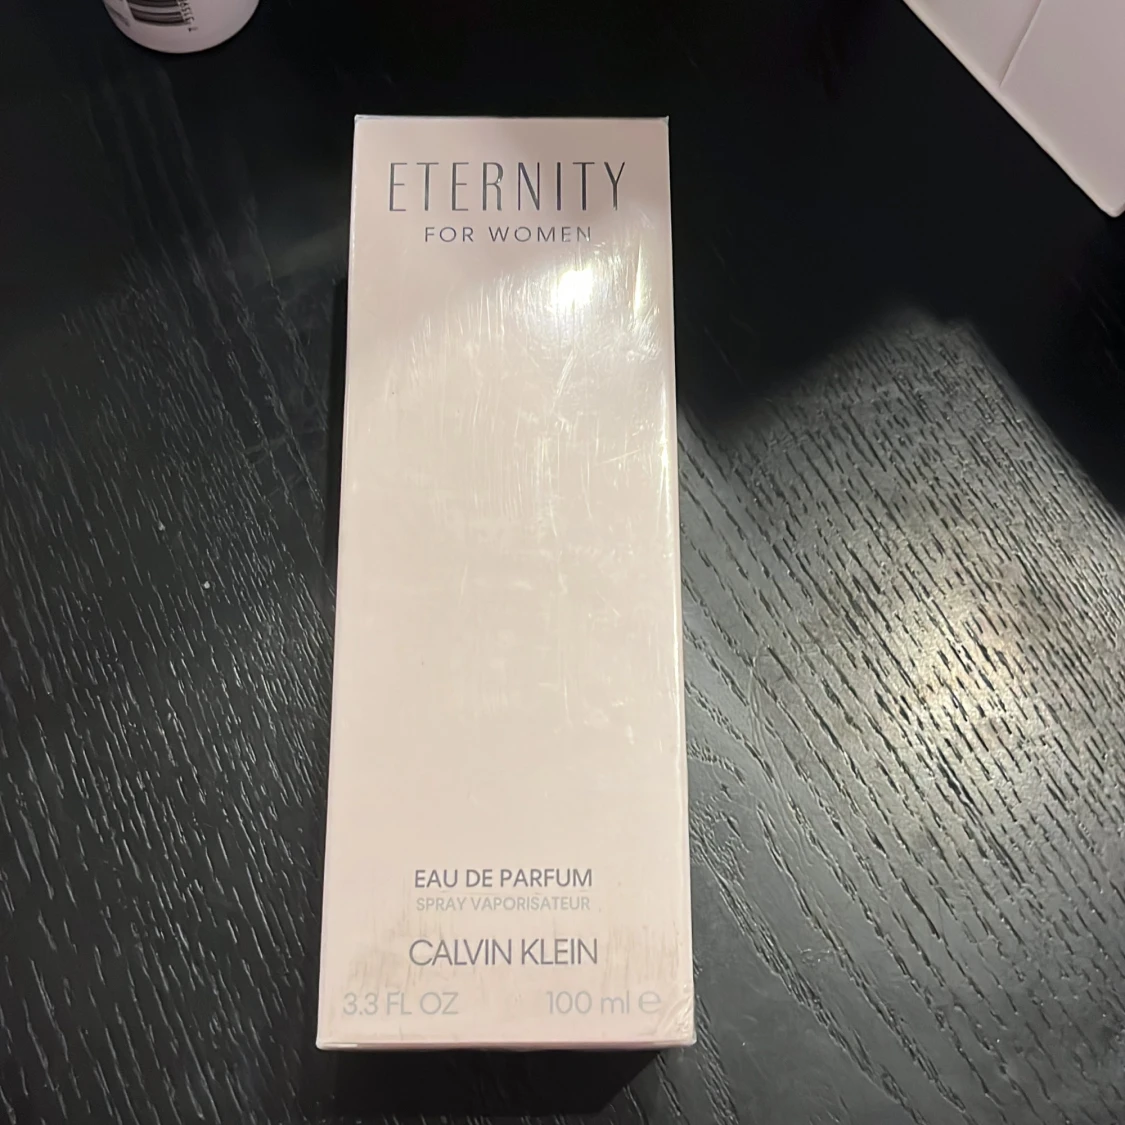 ETERNITY
FOR WOMEN
EAU DE PARFUM
SPRAY VAPORISATEUR
CALVIN KLEIN
3.3 FL OZ 100 ml ℮